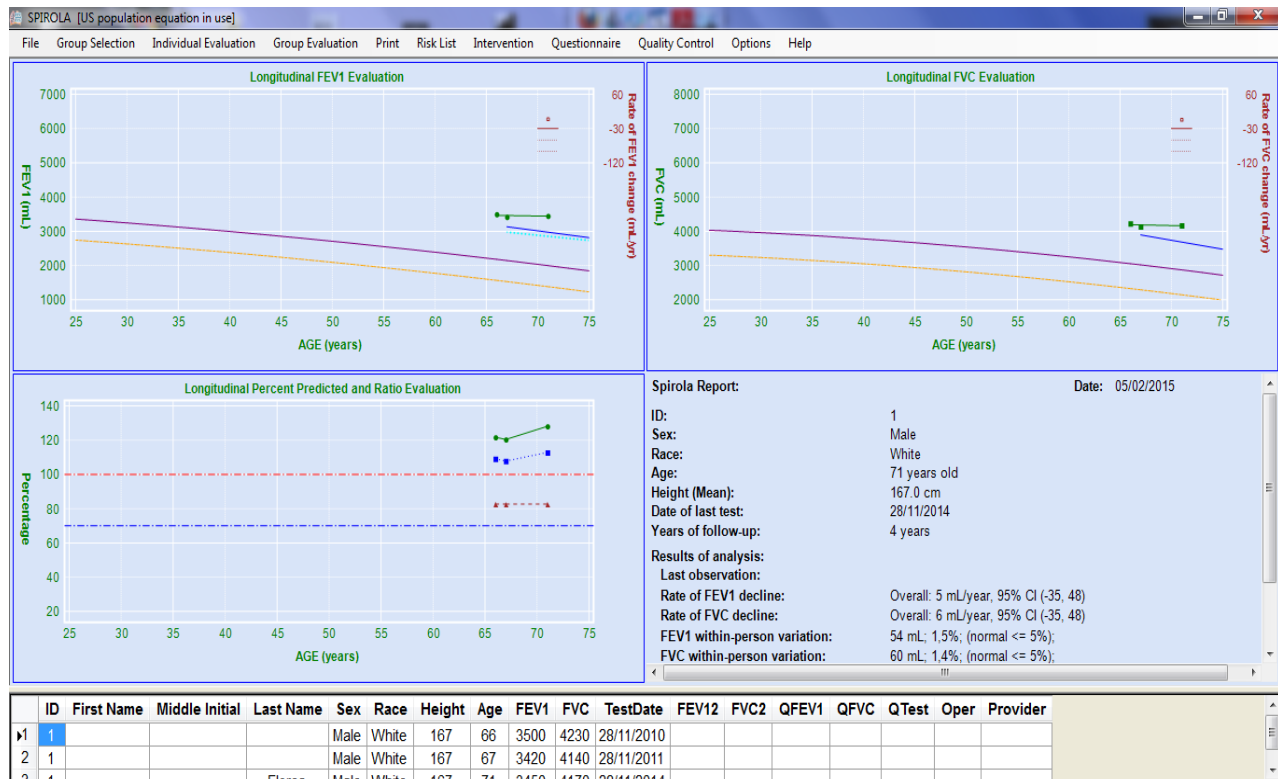 SPIROLA [US population equation in use]
File Group Selection Individual Evaluation Group Evaluation Print Risk List Intervention Questionnaire Quality Control Options Help
Longitudinal FEV1 Evaluation
7000
6000
5000
4000
3000
2000
1000
FEV1 (mL)
60
-30
-120
Rate of FEV1 change (mL/yr)
25 30 35 40 45 50 55 60 65 70 75
AGE (years)
Longitudinal FVC Evaluation
8000
7000
6000
5000
4000
3000
2000
FVC (mL)
60
-30
-120
Rate of FVC change (mL/yr)
25 30 35 40 45 50 55 60 65 70 75
AGE (years)
Longitudinal Percent Predicted and Ratio Evaluation
140
120
100
80
60
40
20
Percentage
25 30 35 40 45 50 55 60 65 70 75
AGE (years)
Spirola Report: Date: 05/02/2015
ID: 1
Sex: Male
Race: White
Age: 71 years old
Height (Mean): 167.0 cm
Date of last test: 28/11/2014
Years of follow-up: 4 years
Results of analysis:
Last observation:
Rate of FEV1 decline: Overall: 5 mL/year, 95% CI (-35, 48)
Rate of FVC decline: Overall: 6 mL/year, 95% CI (-35, 48)
FEV1 within-person variation: 54 mL; 1,5%; (normal <= 5%);
FVC within-person variation: 60 mL; 1,4%; (normal <= 5%);
ID First Name Middle Initial Last Name Sex Race Height Age FEV1 FVC TestDate FEV12 FVC2 QFEV1 QFVC QTest Oper Provider
1 1 Male White 167 66 3500 4230 28/11/2010
2 1 Male White 167 67 3420 4140 28/11/2011
3 1 Male White 167 71 3450 4170 28/11/2014